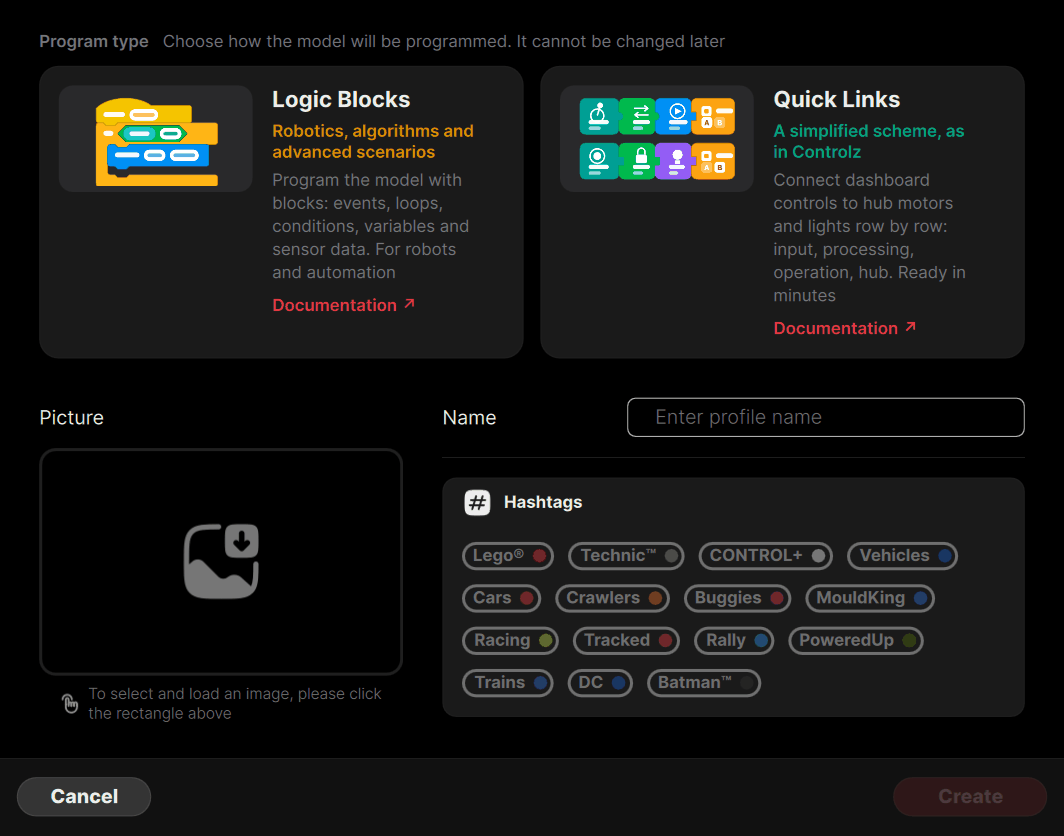 Program type Choose how the model will be programmed. It cannot be changed later
Logic Blocks
Robotics, algorithms and
advanced scenarios
Program the model with
blocks: events, loops,
conditions, variables and
sensor data. For robots
and automation
Documentation ↗
A
B
A
B
Quick Links
A simplified scheme, as
in Controlz
Connect dashboard
controls to hub motors
and lights row by row:
input, processing,
operation, hub. Ready in
minutes
Documentation ↗
Picture
To select and load an image, please click
the rectangle above
Name Enter profile name
# Hashtags
Lego® Technic™ CONTROL+ Vehicles
Cars Crawlers Buggies MouldKing
Racing Tracked Rally PoweredUp
Trains DC Batman™
Cancel Create